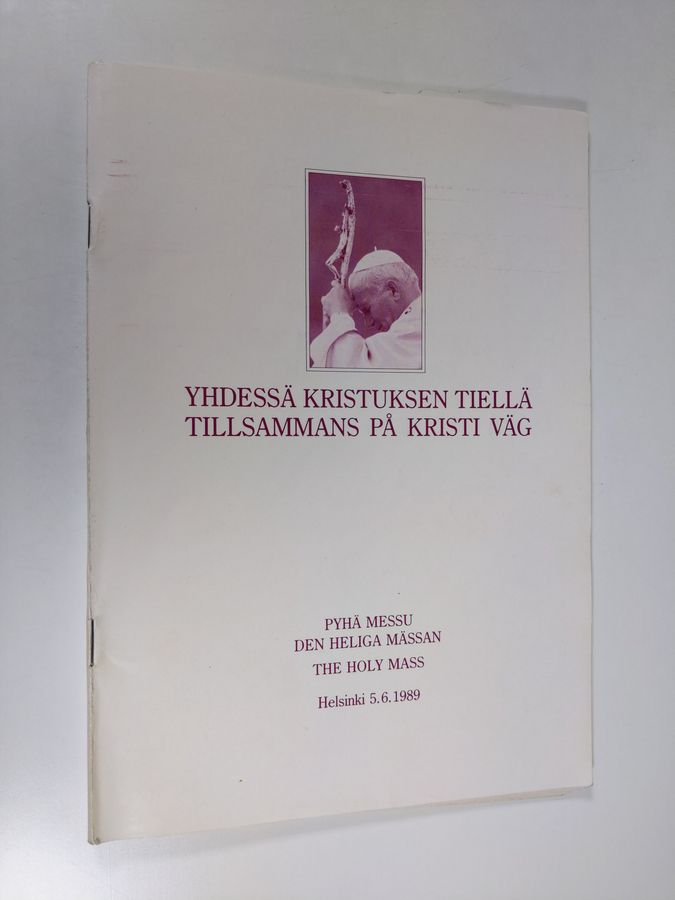 YHDESSÄ KRISTUKSEN TIELLÄ
TILLSAMMANS PÅ KRISTI VÄG
PYHÄ MESSU
DEN HELIGA MÄSSAN
THE HOLY MASS
Helsinki 5.6.1989